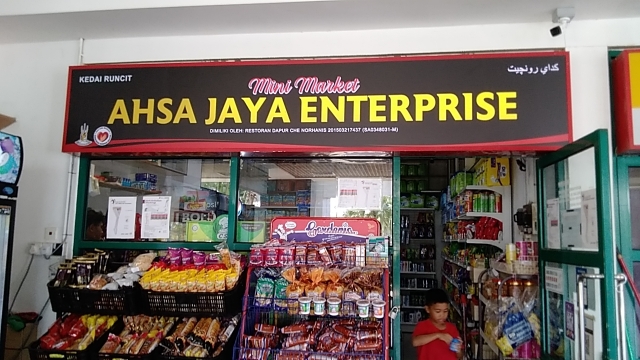 KEDAI RUNCIT
كداي رونچيت
Mini Market
AHSA JAYA ENTERPRISE
DIMILIKI OLEH: RESTORAN DAPUR CHE NORHANIS 201503217437 (SA0348031-M)
Gardenia